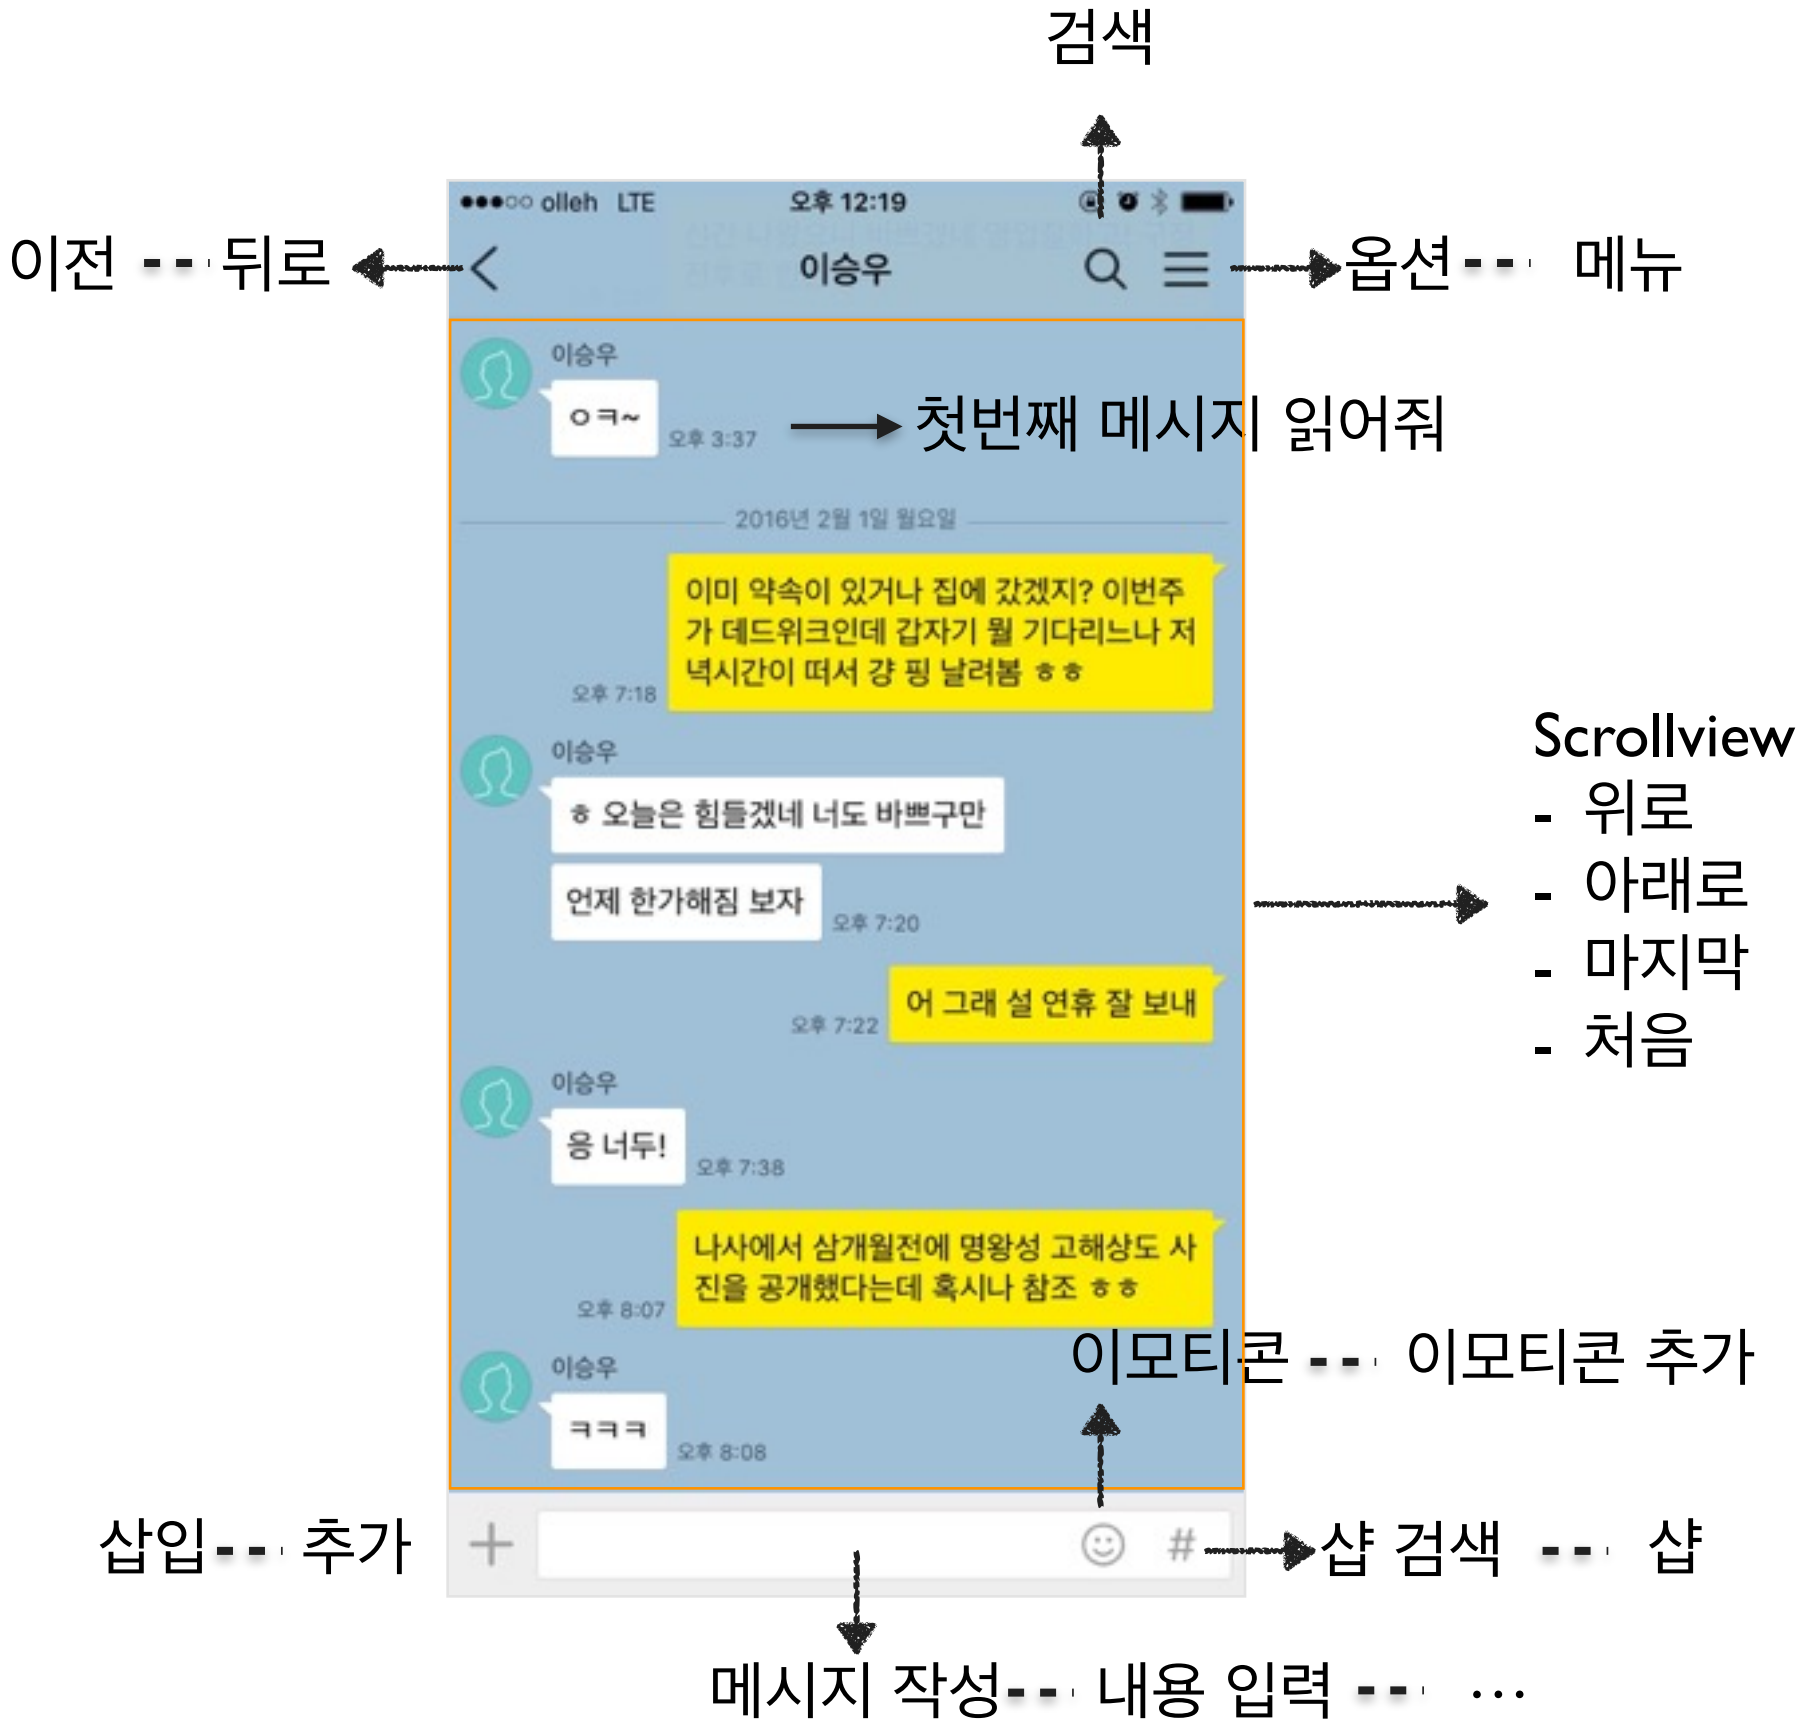 검색
olleh LTE 오후 12:19
이전 -- 뒤로
이승우
옵션 -- 메뉴
이승우
ㅇㅋ~
오후 3:37
첫번째 메시지 읽어줘
2016년 2월 1일 월요일
이미 약속이 있거나 집에 갔겠지? 이번주
가 데드위크인데 갑자기 뭘 기다리느나 저
녁시간이 떠서 걍 핑 날려봄 ㅎㅎ
오후 7:18
이승우
ㅎ 오늘은 힘들겠네 너도 바쁘구만
언제 한가해짐 보자
오후 7:20
Scrollview
- 위로
- 아래로
- 마지막
- 처음
어 그래 설 연휴 잘 보내
오후 7:22
이승우
응 너두!
오후 7:38
나사에서 삼개월전에 명왕성 고해상도 사
진을 공개했다는데 혹시나 참조 ㅎㅎ
오후 8:07
이모티콘 -- 이모티콘 추가
이승우
ㅋㅋㅋ
오후 8:08
삽입 -- 추가
#
샵 검색 -- 샵
메시지 작성 -- 내용 입력 -- ...